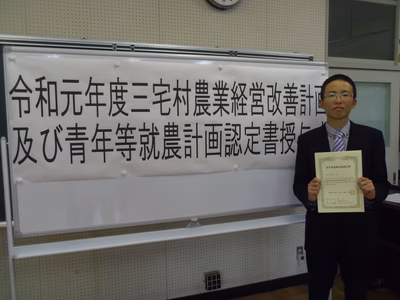 令和元年度三宅村農業経営改善計画
及び青年等就農計画認定書授